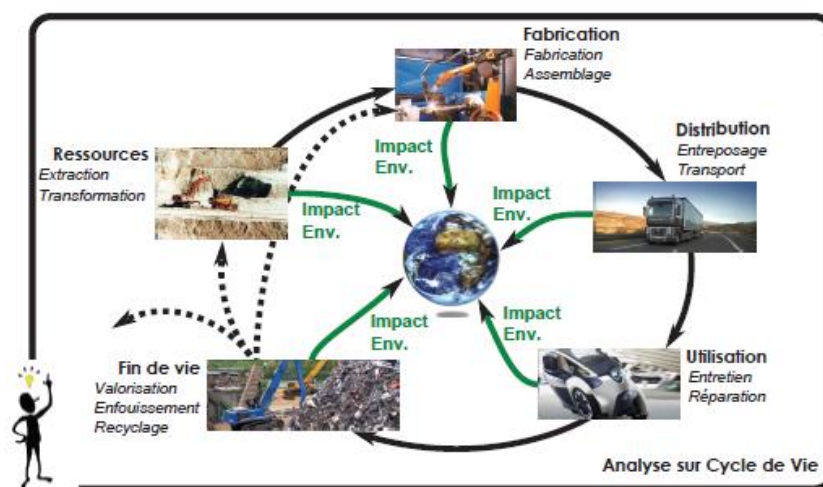 Fabrication
Fabrication
Assemblage
Distribution
Entreposage
Transport
Ressources
Extraction
Transformation
Impact
Env.
Impact
Env.
Impact
Env.
Impact
Env.
Impact
Env.
Utilisation
Entretien
Réparation
Fin de vie
Valorisation
Enfouissement
Recyclage
Analyse sur Cycle de Vie